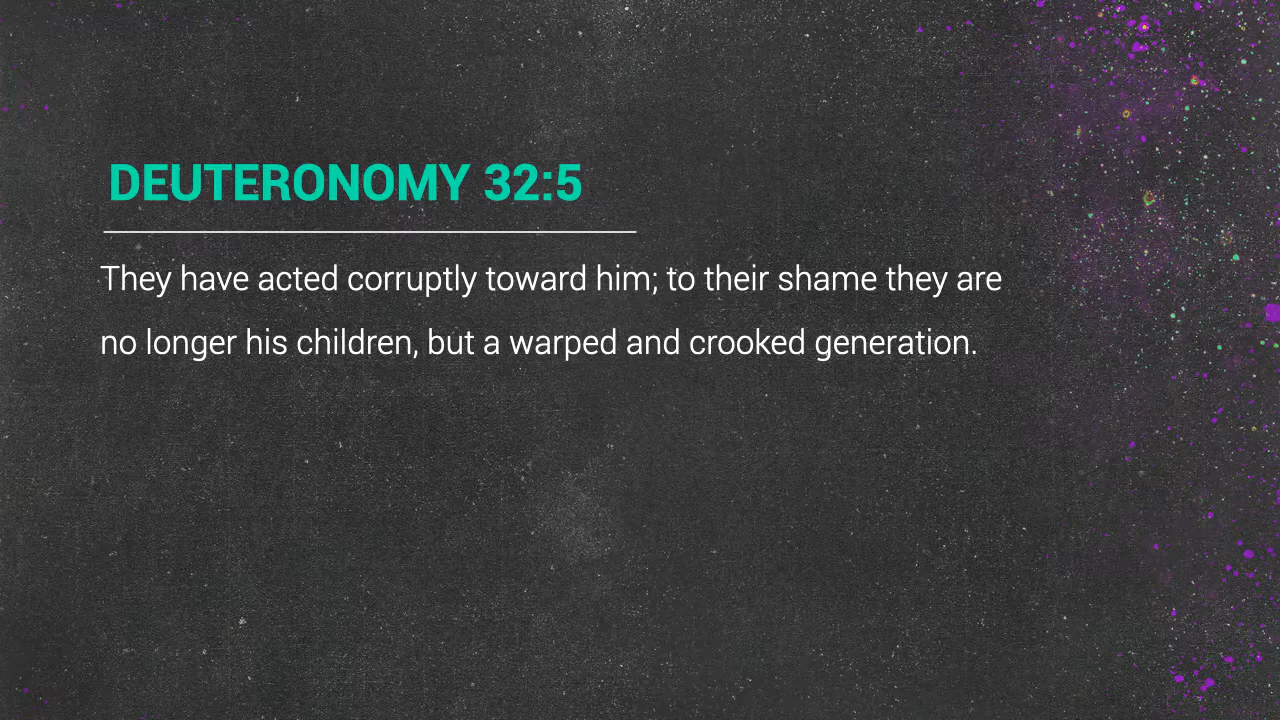 DEUTERONOMY 32:5
They have acted corruptly toward him; to their shame they are
no longer his children, but a warped and crooked generation.